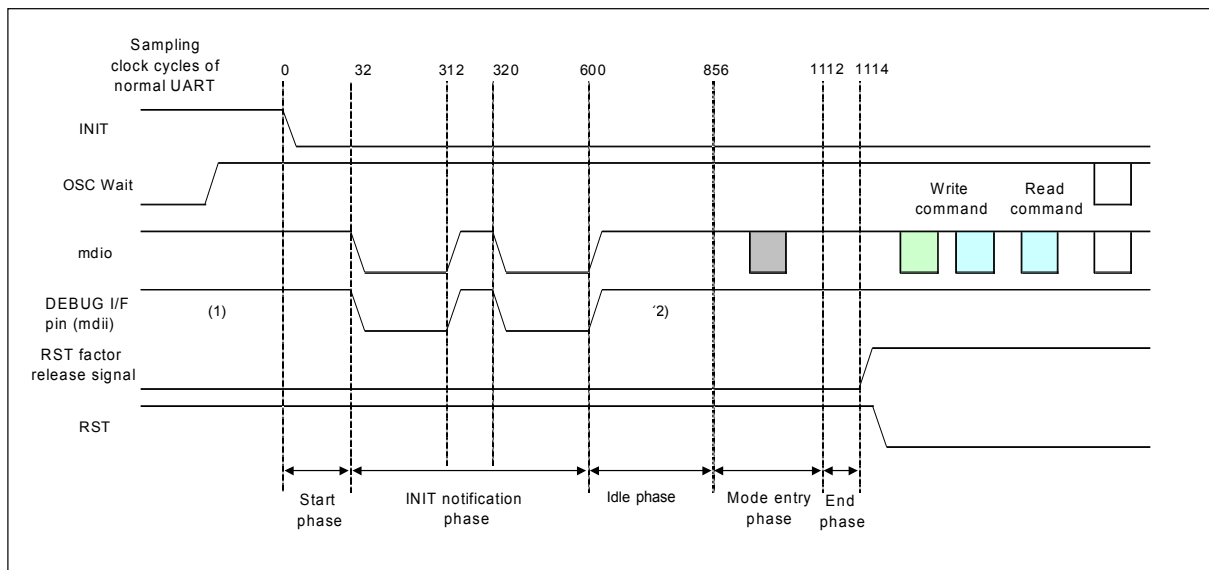 Sampling
clock cycles of
normal UART
0 32 312 320 600 856 1112 1114
INIT
OSC Wait
Write
command
Read
command
mdio
DEBUG I/F
pin (mdii)
(1)
´2)
RST factor
release signal
RST
Start
phase
INIT notification
phase
Idle phase
Mode entry
phase
End
phase